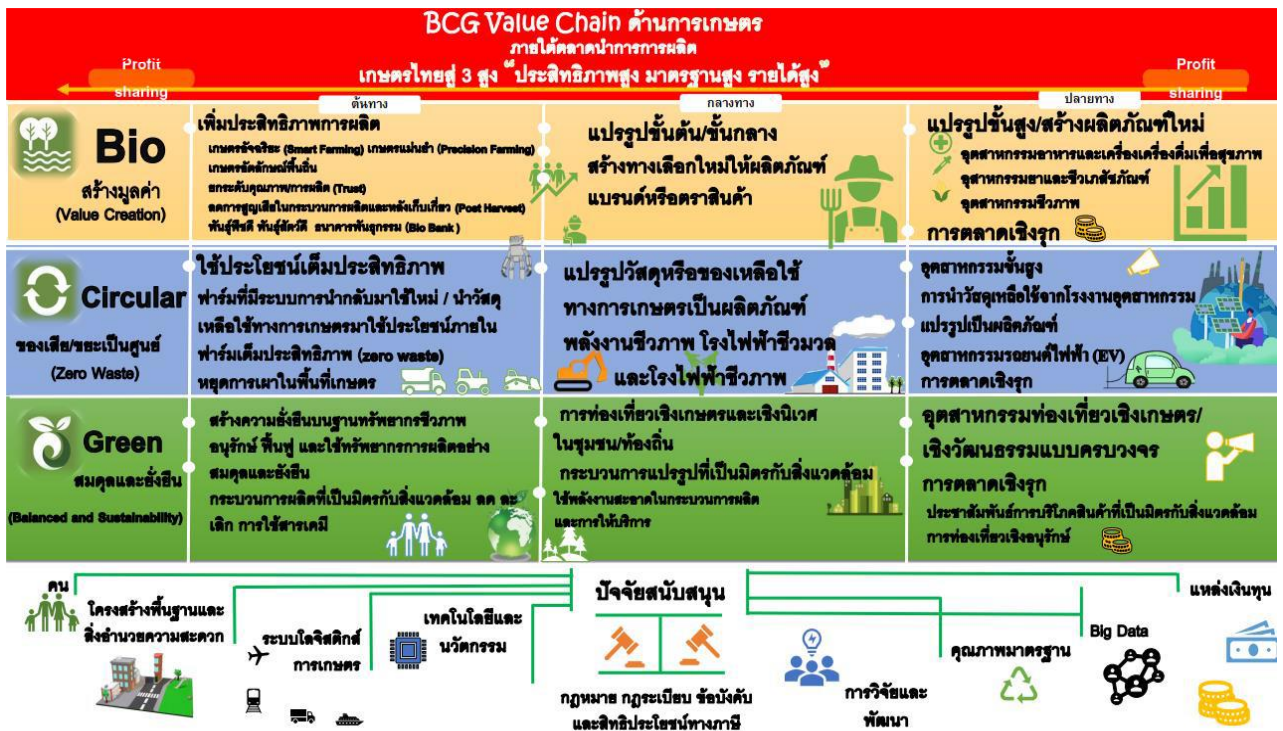 BCG Value Chain ด้านการเกษตร
ภายใต้ตลาดนำการการผลิต
เกษตรไทยสู่ 3 สูง “ประสิทธิภาพสูง มาตรฐานสูง รายได้สูง”
Profit
sharing
Profit
sharing
ต้นทาง
กลางทาง
ปลายทาง
Bio
สร้างมูลค่า
(Value Creation)
เพิ่มประสิทธิภาพการผลิต
เกษตรอัจฉริยะ (Smart Farming) เกษตรแม่นยำ (Precision Farming)
เกษตรอัตลักษณ์พื้นถิ่น
ยกระดับคุณภาพ/การผลิต (Trust)
ลดการสูญเสียในกระบวนการผลิตและหลังเก็บเกี่ยว (Post Harvest)
พันธุ์พืชดี พันธุ์สัตว์ดี ธนาคารพันธุกรรม (Bio Bank )
แปรรูปขั้นต้น/ขั้นกลาง
สร้างทางเลือกใหม่ให้ผลิตภัณฑ์
แบรนด์หรือตราสินค้า
แปรรูปขั้นสูง/สร้างผลิตภัณฑ์ใหม่
อุตสาหกรรมอาหารและเครื่องเครื่องดื่มเพื่อสุขภาพ
อุสาหกรรมยาและชีวเภสัชภัณฑ์
อุตสาหกรรมชีวภาพ
การตลาดเชิงรุก
Circular
ของเสีย/ขยะเป็นศูนย์
(Zero Waste)
ใช้ประโยชน์เต็มประสิทธิภาพ
ฟาร์มที่มีระบบการนำกลับมาใช้ใหม่ / นำวัสดุ
เหลือใช้ทางการเกษตรมาใช้ประโยชน์ภายใน
ฟาร์มเต็มประสิทธิภาพ (zero waste)
หยุดการเผาในพื้นที่เกษตร
แปรรูปวัสดุหรือของเหลือใช้
ทางการเกษตรเป็นผลิตภัณฑ์
พลังงานชีวภาพ โรงไฟฟ้าชีวมวล
และโรงไฟฟ้าชีวภาพ
อุตสาหกรรมขั้นสูง
การนำวัสดุเหลือใช้จากโรงงานอุตสาหกรรม
แปรรูปเป็นผลิตภัณฑ์
อุตสาหกรรมรถยนต์ไฟฟ้า (EV)
การตลาดเชิงรุก
Green
สมดุลและยั่งยืน
(Balanced and Sustainability)
สร้างความยั่งยืนบนฐานทรัพยากรชีวภาพ
อนุรักษ์ ฟื้นฟู และใช้ทรัพยากรการผลิตอย่าง
สมดุลและยั่งยืน
กระบวนการผลิตที่เป็นมิตรกับสิ่งแวดล้อม ลด ละ
เลิก การใช้สารเคมี
การท่องเที่ยวเชิงเกษตรและเชิงนิเวศ
ในชุมชน/ท้องถิ่น
กระบวนการแปรรูปที่เป็นมิตรกับสิ่งแวดล้อม
ใช้พลังงานสะอาดในกระบวนการผลิต
และการให้บริการ
อุตสาหกรรมท่องเที่ยวเชิงเกษตร/
เชิงวัฒนธรรมแบบครบวงจร
การตลาดเชิงรุก
ประชาสัมพันธ์การบริโภคสินค้าที่เป็นมิตรกับสิ่งแวดล้อม
การท่องเที่ยวเชิงอนุรักษ์
คน
โครงสร้างพื้นฐานและ
สิ่งอำนวยความสะดวก
ระบบโลจิสติกส์
การเกษตร
เทคโนโลยีและ
นวัตกรรม
ปัจจัยสนับสนุน
กฎหมาย กฎระเบียบ ข้อบังคับ
และสิทธิประโยชน์ทางภาษี
การวิจัยและ
พัฒนา
คุณภาพมาตรฐาน
Big Data
แหล่งเงินทุน